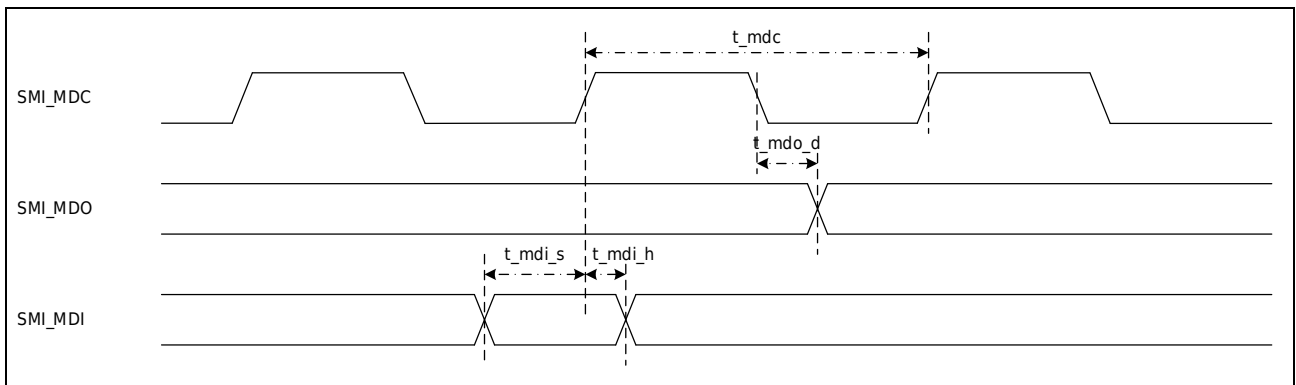 t_mdc
SMI_MDC
t_mdo_d
SMI_MDO
t_mdi_s
t_mdi_h
SMI_MDI